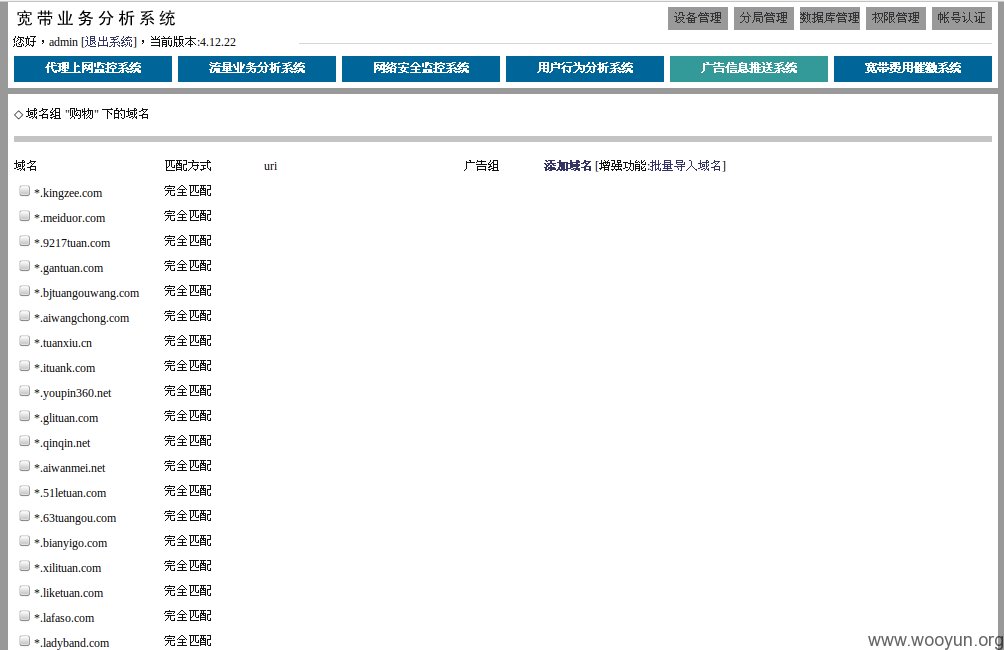 宽带业务分析系统
设备管理 分局管理 数据库管理 权限管理 帐号认证
您好,admin [退出系统],当前版本:4.12.22
代理上网监控系统 流量业务分析系统 网络安全监控系统 用户行为分析系统 广告信息推送系统 宽带费用催缴系统
◇ 域名组 "购物" 下的域名
域名 匹配方式 uri 广告组 添加域名 [增强功能:批量导入域名]
*.kingzee.com 完全匹配
*.meiduor.com 完全匹配
*.9217tuan.com 完全匹配
*.gantuan.com 完全匹配
*.bjtuangouwang.com 完全匹配
*.aiwangchong.com 完全匹配
*.tuanxiu.cn 完全匹配
*.ituank.com 完全匹配
*.youpin360.net 完全匹配
*.glituan.com 完全匹配
*.qinqin.net 完全匹配
*.aiwanmei.net 完全匹配
*.51letuan.com 完全匹配
*.63tuangou.com 完全匹配
*.bianyigo.com 完全匹配
*.xilituan.com 完全匹配
*.liketuan.com 完全匹配
*.lafaso.com 完全匹配
*.ladyband.com 完全匹配
www.wooyun.org